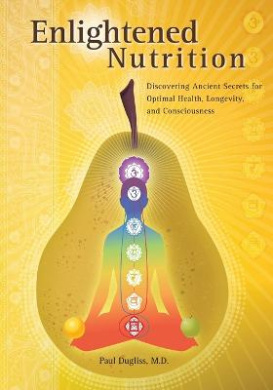 Enlightened
Nutrition
Discovering Ancient Secrets for
Optimal Health, Longevity,
and Consciousness
Paul Dugliss, M.D.